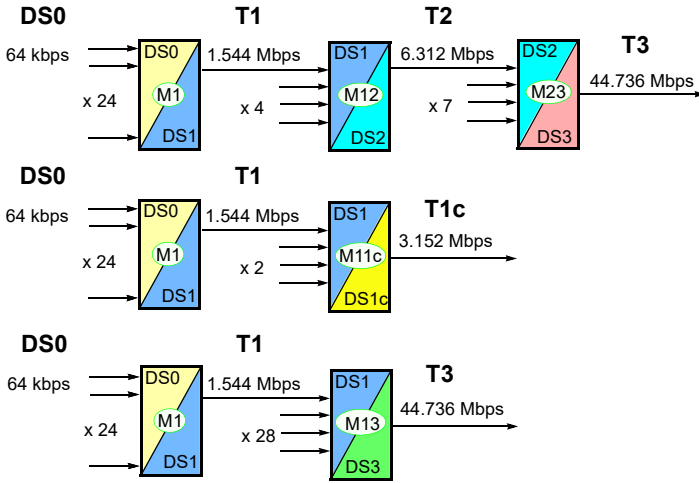 DS0 T1 T2 T3
64 kbps DS0 1.544 Mbps DS1 6.312 Mbps DS2 44.736 Mbps
x 24 M1 x 4 M12 x 7 M23
DS1 DS2 DS3
DS0 T1 T1c
64 kbps DS0 1.544 Mbps DS1 3.152 Mbps
x 24 M1 x 2 M11c
DS1 DS1c
DS0 T1 T3
64 kbps DS0 1.544 Mbps DS1 44.736 Mbps
x 24 M1 x 28 M13
DS1 DS3